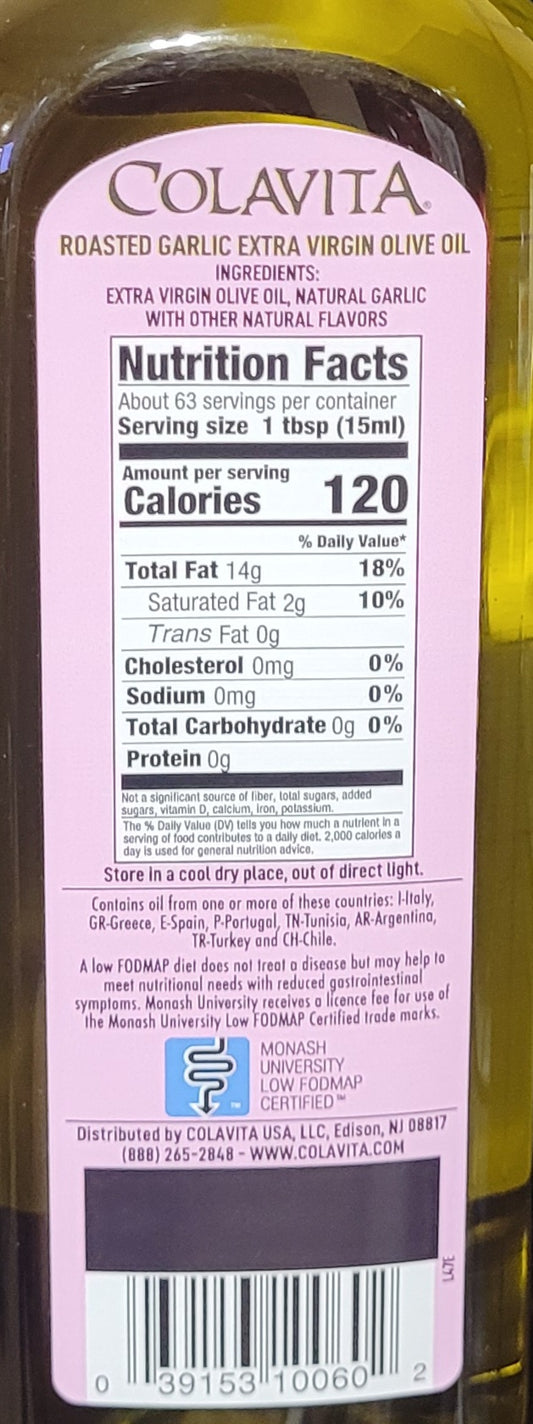 COLAVITA®
ROASTED GARLIC EXTRA VIRGIN OLIVE OIL
INGREDIENTS:
EXTRA VIRGIN OLIVE OIL, NATURAL GARLIC
WITH OTHER NATURAL FLAVORS
Nutrition Facts
About 63 servings per container
Serving size 1 tbsp (15ml)
Amount per serving
Calories 120
% Daily Value*
Total Fat 14g 18%
Saturated Fat 2g 10%
Trans Fat 0g
Cholesterol 0mg 0%
Sodium 0mg 0%
Total Carbohydrate 0g 0%
Protein 0g
Not a significant source of fiber, total sugars, added
sugars, vitamin D, calcium, iron, potassium.
The % Daily Value (DV) tells you how much a nutrient in a
serving of food contributes to a daily diet. 2,000 calories a
day is used for general nutrition advice.
Store in a cool dry place, out of direct light.
Contains oil from one or more of these countries: I-Italy,
GR-Greece, E-Spain, P-Portugal, TN-Tunisia, AR-Argentina,
TR-Turkey and CH-Chile.
A low FODMAP diet does not treat a disease but may help to
meet nutritional needs with reduced gastrointestinal
symptoms. Monash University receives a licence fee for use of
the Monash University Low FODMAP Certified trade marks.
TM
MONASH
UNIVERSITY
LOW FODMAP
CERTIFIED™
Distributed by COLAVITA USA, LLC, Edison, NJ 08817
(888) 265-2848 - WWW.COLAVITA.COM
L47E
0 39153 10060 2